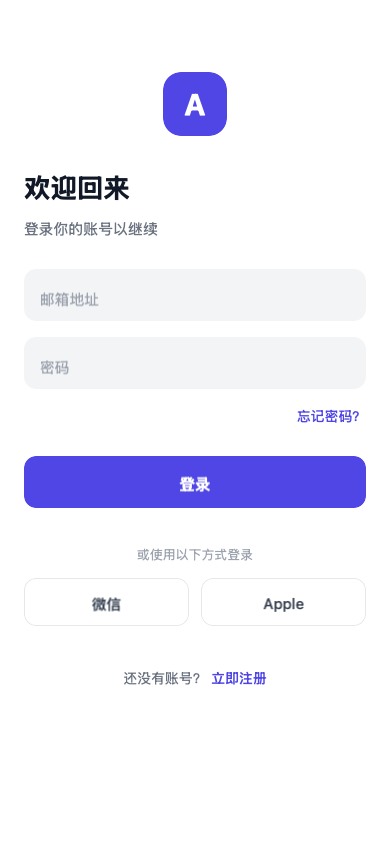 A
欢迎回来
登录你的账号以继续
邮箱地址
密码
忘记密码?
登录
或使用以下方式登录
微信
Apple
还没有账号? 立即注册